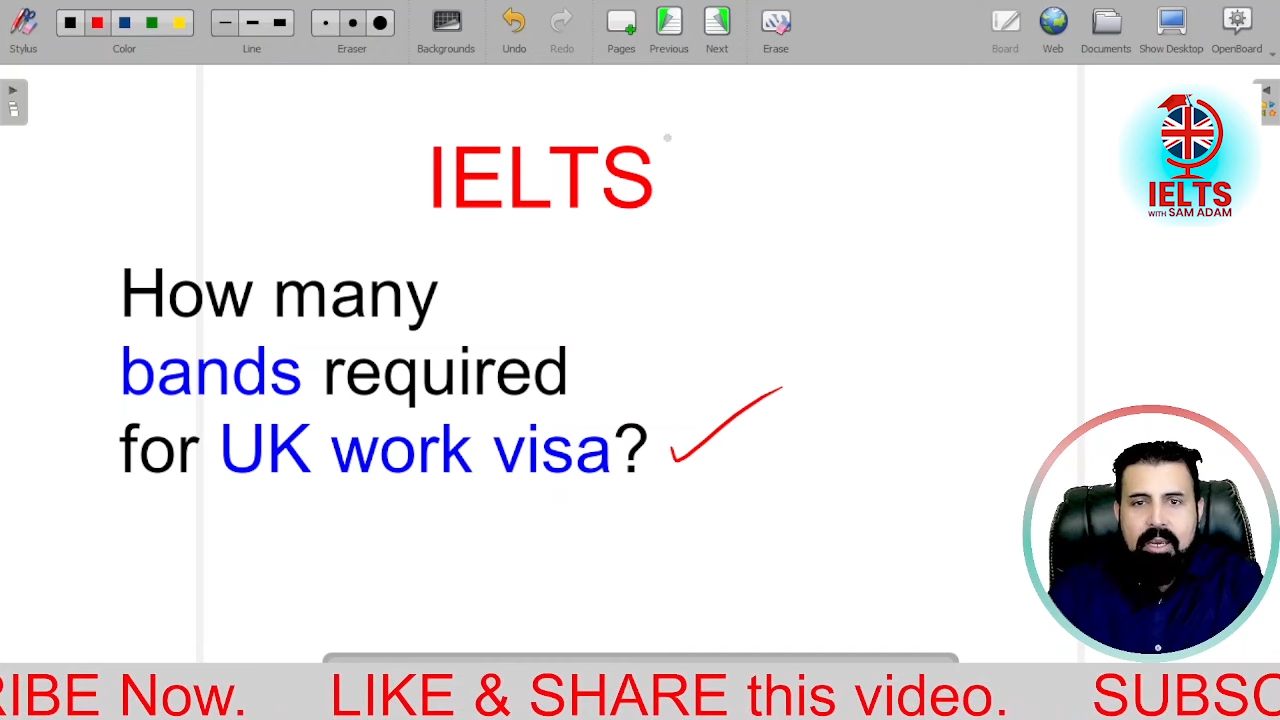 Stylus Color Line Eraser Backgrounds Undo Redo Pages Previous Next Erase Board Web Documents Show Desktop OpenBoard
IELTS
IELTS
WITH SAM ADAM
How many
bands required
for UK work visa?
RIBE Now. LIKE & SHARE this video. SUBSC